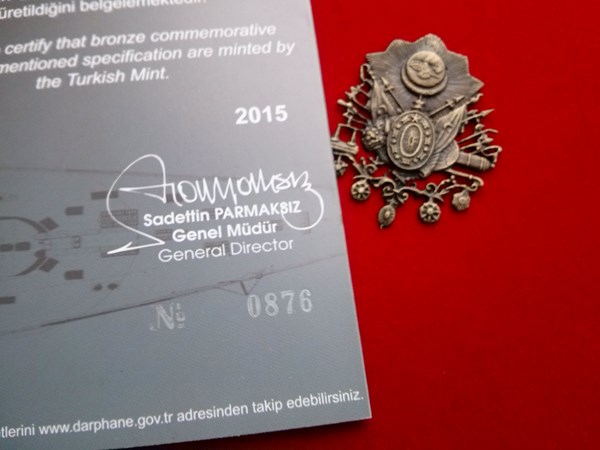 üretildiğini belgelemektedir.
certify that bronze commemorative
mentioned specification are minted by
the Turkish Mint.
2015
Sadettin PARMAKSIZ
Genel Müdür
General Director
№ 0876
www.darphane.gov.tr adresinden takip edebilirsiniz.